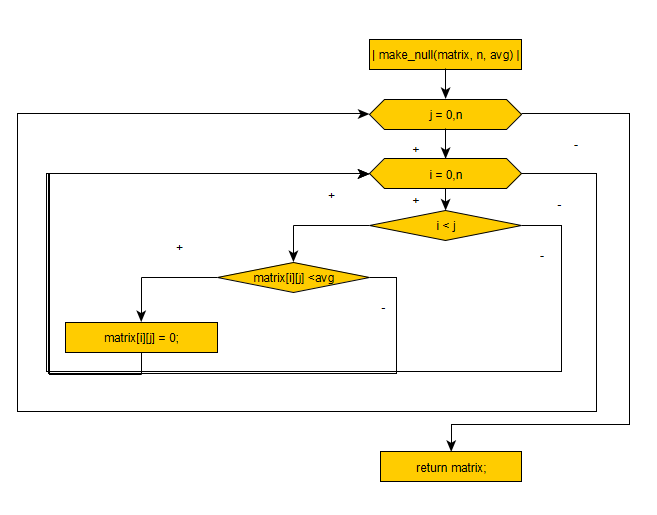 | make_null(matrix, n, avg) |
j = 0,n
+
-
i = 0,n
+
+
-
i < j
+
-
matrix[i][j] <avg
-
matrix[i][j] = 0;
return matrix;